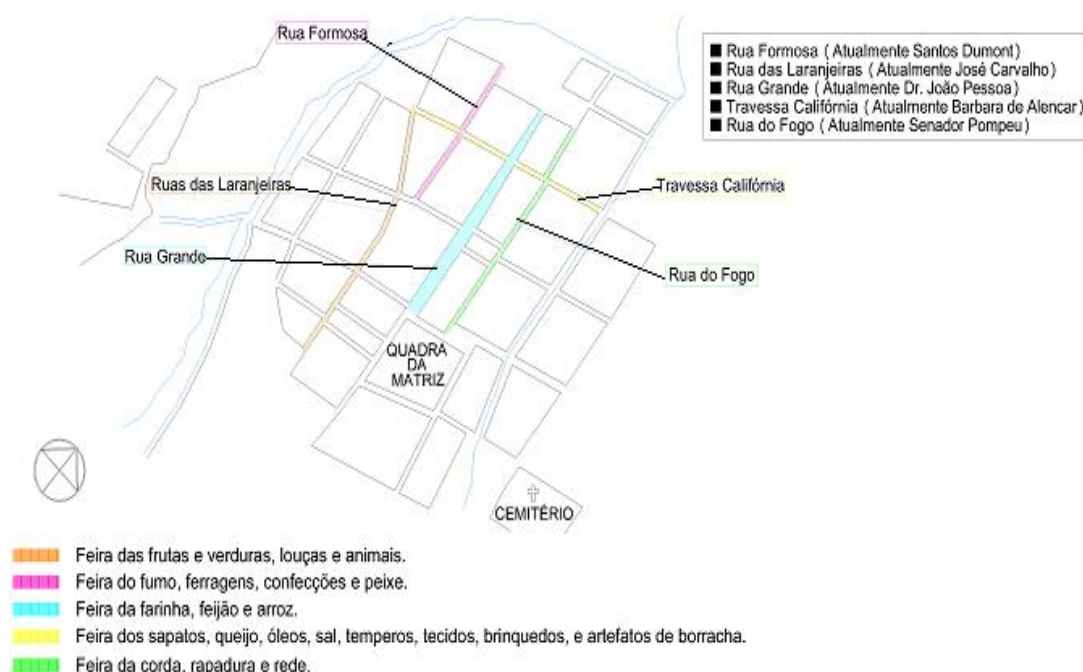 Rua Formosa
■ Rua Formosa ( Atualmente Santos Dumont)
■ Rua das Laranjeiras ( Atualmente José Carvalho)
■ Rua Grande ( Atualmente Dr. João Pessoa)
■ Travessa Califórnia ( Atualmente Barbara de Alencar)
■ Rua do Fogo ( Atualmente Senador Pompeu)
Ruas das Laranjeiras
Travessa Califórnia
Rua Grande
Rua do Fogo
QUADRA
DA
MATRIZ
CEMITÉRIO
Feira das frutas e verduras, louças e animais.
Feira do fumo, ferragens, confecções e peixe.
Feira da farinha, feijão e arroz.
Feira dos sapatos, queijo, óleos, sal, temperos, tecidos, brinquedos, e artefatos de borracha.
Feira da corda, rapadura e rede.